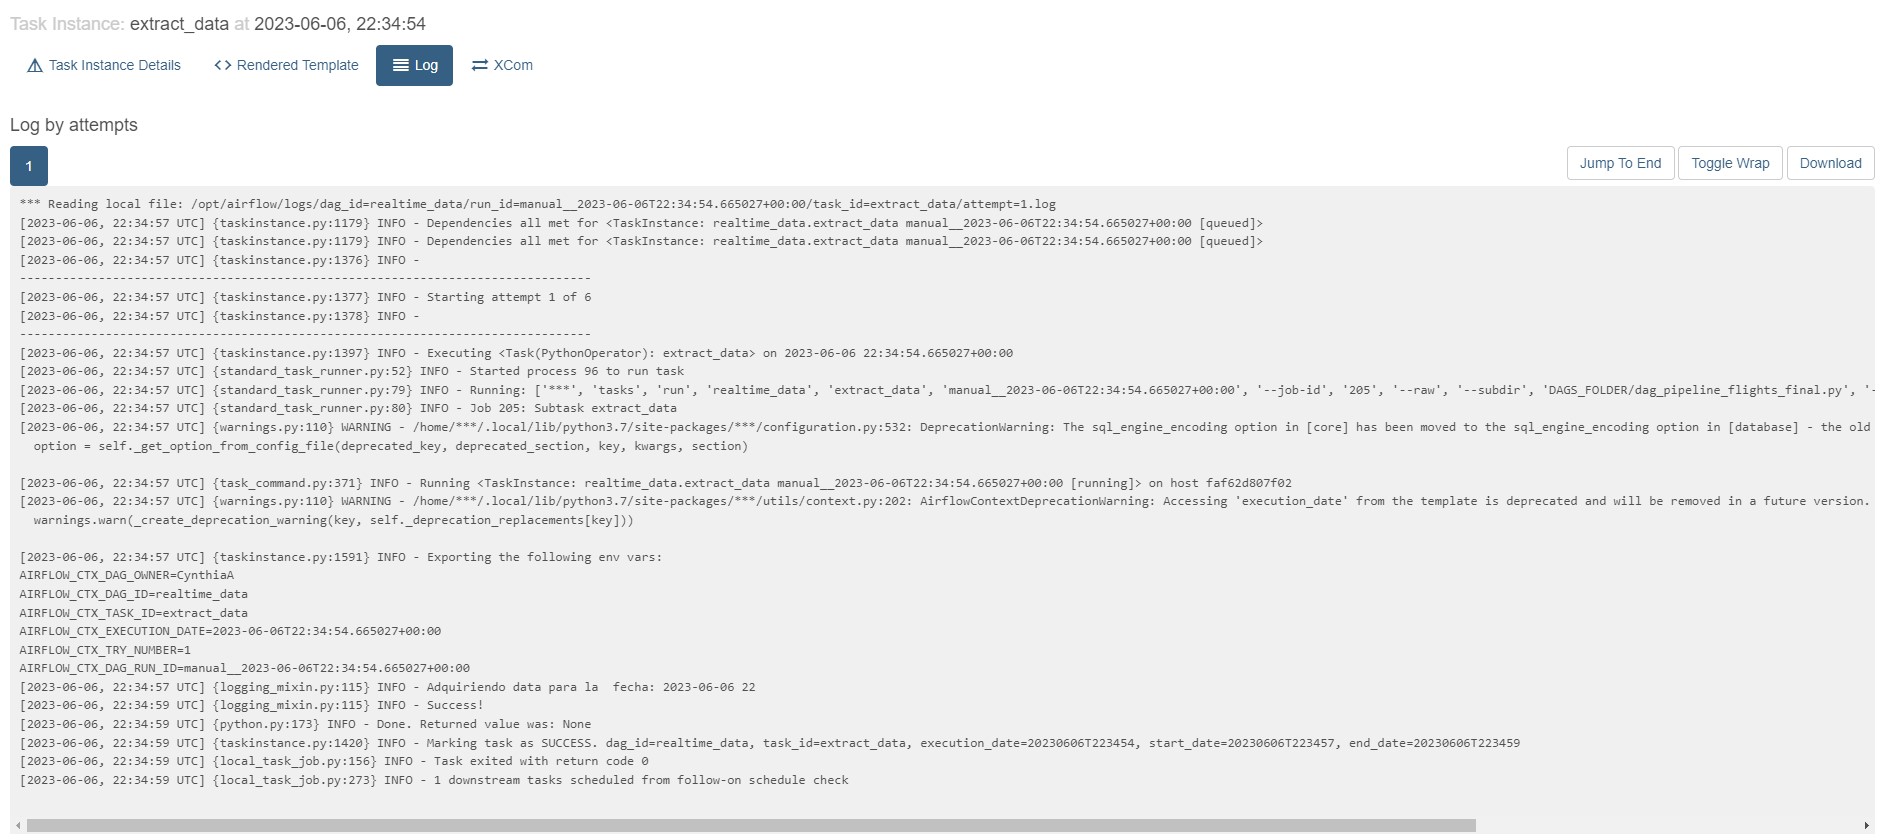 Task Instance: extract_data at 2023-06-06, 22:34:54
Task Instance Details
Rendered Template
Log
XCom
Log by attempts
1
Jump To End
Toggle Wrap
Download
*** Reading local file: /opt/airflow/logs/dag_id=realtime_data/run_id=manual__2023-06-06T22:34:54.665027+00:00/task_id=extract_data/attempt=1.log
[2023-06-06, 22:34:57 UTC] {taskinstance.py:1179} INFO - Dependencies all met for <TaskInstance: realtime_data.extract_data manual__2023-06-06T22:34:54.665027+00:00 [queued]>
[2023-06-06, 22:34:57 UTC] {taskinstance.py:1179} INFO - Dependencies all met for <TaskInstance: realtime_data.extract_data manual__2023-06-06T22:34:54.665027+00:00 [queued]>
[2023-06-06, 22:34:57 UTC] {taskinstance.py:1376} INFO -
--------------------------------------------------------------------------------
[2023-06-06, 22:34:57 UTC] {taskinstance.py:1377} INFO - Starting attempt 1 of 6
[2023-06-06, 22:34:57 UTC] {taskinstance.py:1378} INFO -
--------------------------------------------------------------------------------
[2023-06-06, 22:34:57 UTC] {taskinstance.py:1397} INFO - Executing <Task(PythonOperator): extract_data> on 2023-06-06 22:34:54.665027+00:00
[2023-06-06, 22:34:57 UTC] {standard_task_runner.py:52} INFO - Started process 96 to run task
[2023-06-06, 22:34:57 UTC] {standard_task_runner.py:79} INFO - Running: ['***', 'tasks', 'run', 'realtime_data', 'extract_data', 'manual__2023-06-06T22:34:54.665027+00:00', '--job-id', '205', '--raw', '--subdir', 'DAGS_FOLDER/dag_pipeline_flights_final.py', '-
[2023-06-06, 22:34:57 UTC] {standard_task_runner.py:80} INFO - Job 205: Subtask extract_data
[2023-06-06, 22:34:57 UTC] {warnings.py:110} WARNING - /home/***/.local/lib/python3.7/site-packages/***/configuration.py:532: DeprecationWarning: The sql_engine_encoding option in [core] has been moved to the sql_engine_encoding option in [database] - the old
option = self._get_option_from_config_file(deprecated_key, deprecated_section, key, kwargs, section)
[2023-06-06, 22:34:57 UTC] {task_command.py:371} INFO - Running <TaskInstance: realtime_data.extract_data manual__2023-06-06T22:34:54.665027+00:00 [running]> on host faf62d807f02
[2023-06-06, 22:34:57 UTC] {warnings.py:110} WARNING - /home/***/.local/lib/python3.7/site-packages/***/utils/context.py:202: AirflowContextDeprecationWarning: Accessing 'execution_date' from the template is deprecated and will be removed in a future version.
warnings.warn(_create_deprecation_warning(key, self._deprecation_replacements[key]))
[2023-06-06, 22:34:57 UTC] {taskinstance.py:1591} INFO - Exporting the following env vars:
AIRFLOW_CTX_DAG_OWNER=CynthiaA
AIRFLOW_CTX_DAG_ID=realtime_data
AIRFLOW_CTX_TASK_ID=extract_data
AIRFLOW_CTX_EXECUTION_DATE=2023-06-06T22:34:54.665027+00:00
AIRFLOW_CTX_TRY_NUMBER=1
AIRFLOW_CTX_DAG_RUN_ID=manual__2023-06-06T22:34:54.665027+00:00
[2023-06-06, 22:34:57 UTC] {logging_mixin.py:115} INFO - Adquiriendo data para la  fecha: 2023-06-06 22
[2023-06-06, 22:34:59 UTC] {logging_mixin.py:115} INFO - Success!
[2023-06-06, 22:34:59 UTC] {python.py:173} INFO - Done. Returned value was: None
[2023-06-06, 22:34:59 UTC] {taskinstance.py:1420} INFO - Marking task as SUCCESS. dag_id=realtime_data, task_id=extract_data, execution_date=20230606T223454, start_date=20230606T223457, end_date=20230606T223459
[2023-06-06, 22:34:59 UTC] {local_task_job.py:156} INFO - Task exited with return code 0
[2023-06-06, 22:34:59 UTC] {local_task_job.py:273} INFO - 1 downstream tasks scheduled from follow-on schedule check